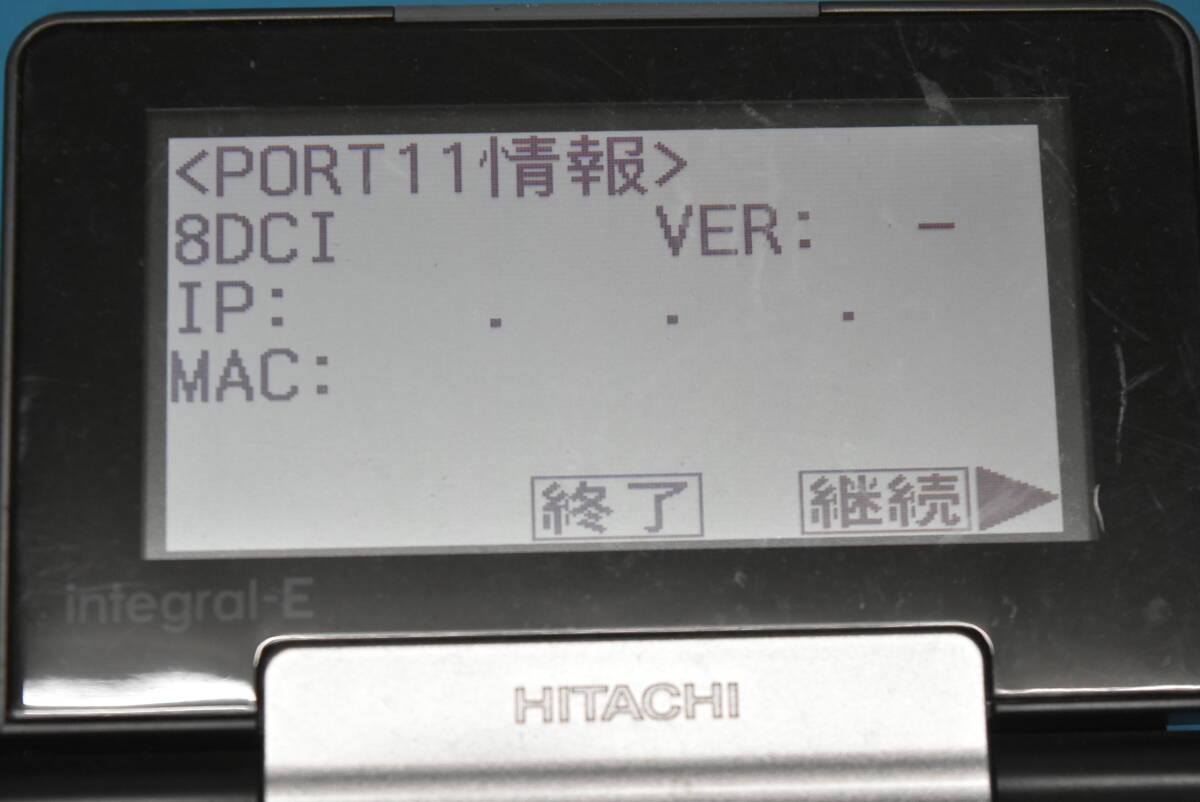 <PORT11情報>
8DCI VER: -
IP: . . .
MAC:
終了 継続
integral-E
HITACHI